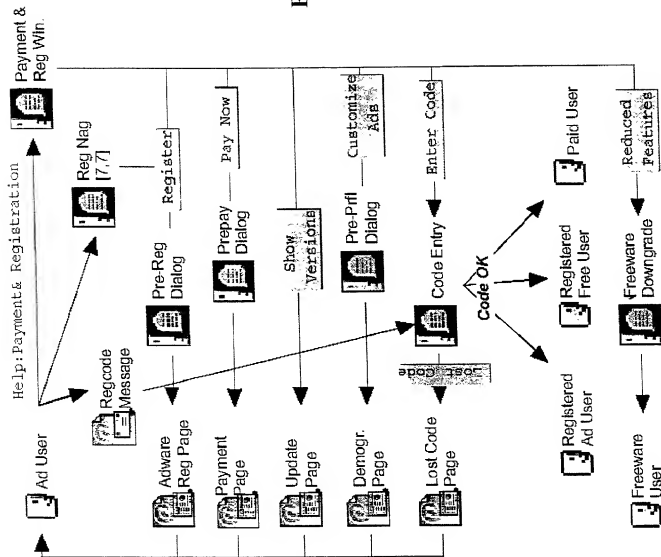 Help:Payment& Registration
Ad User
Payment &
Reg Win.
Reg Nag
[7,7]
Regcode
Message
Register
Pre-Reg
Dialog
Adware
Reg Page
Pay Now
Prepay
Dialog
Payment
Page
Show
Versions
Update
Page
Customize
Ads
Pre-Prfl
Dialog
Demogr.
Page
Enter Code
Code Entry
Lost Code
Lost Code
Page
Code OK
Registered
Ad User
Registered
Free User
Paid User
Reduced
Features
Freeware
Downgrade
Freeware
User